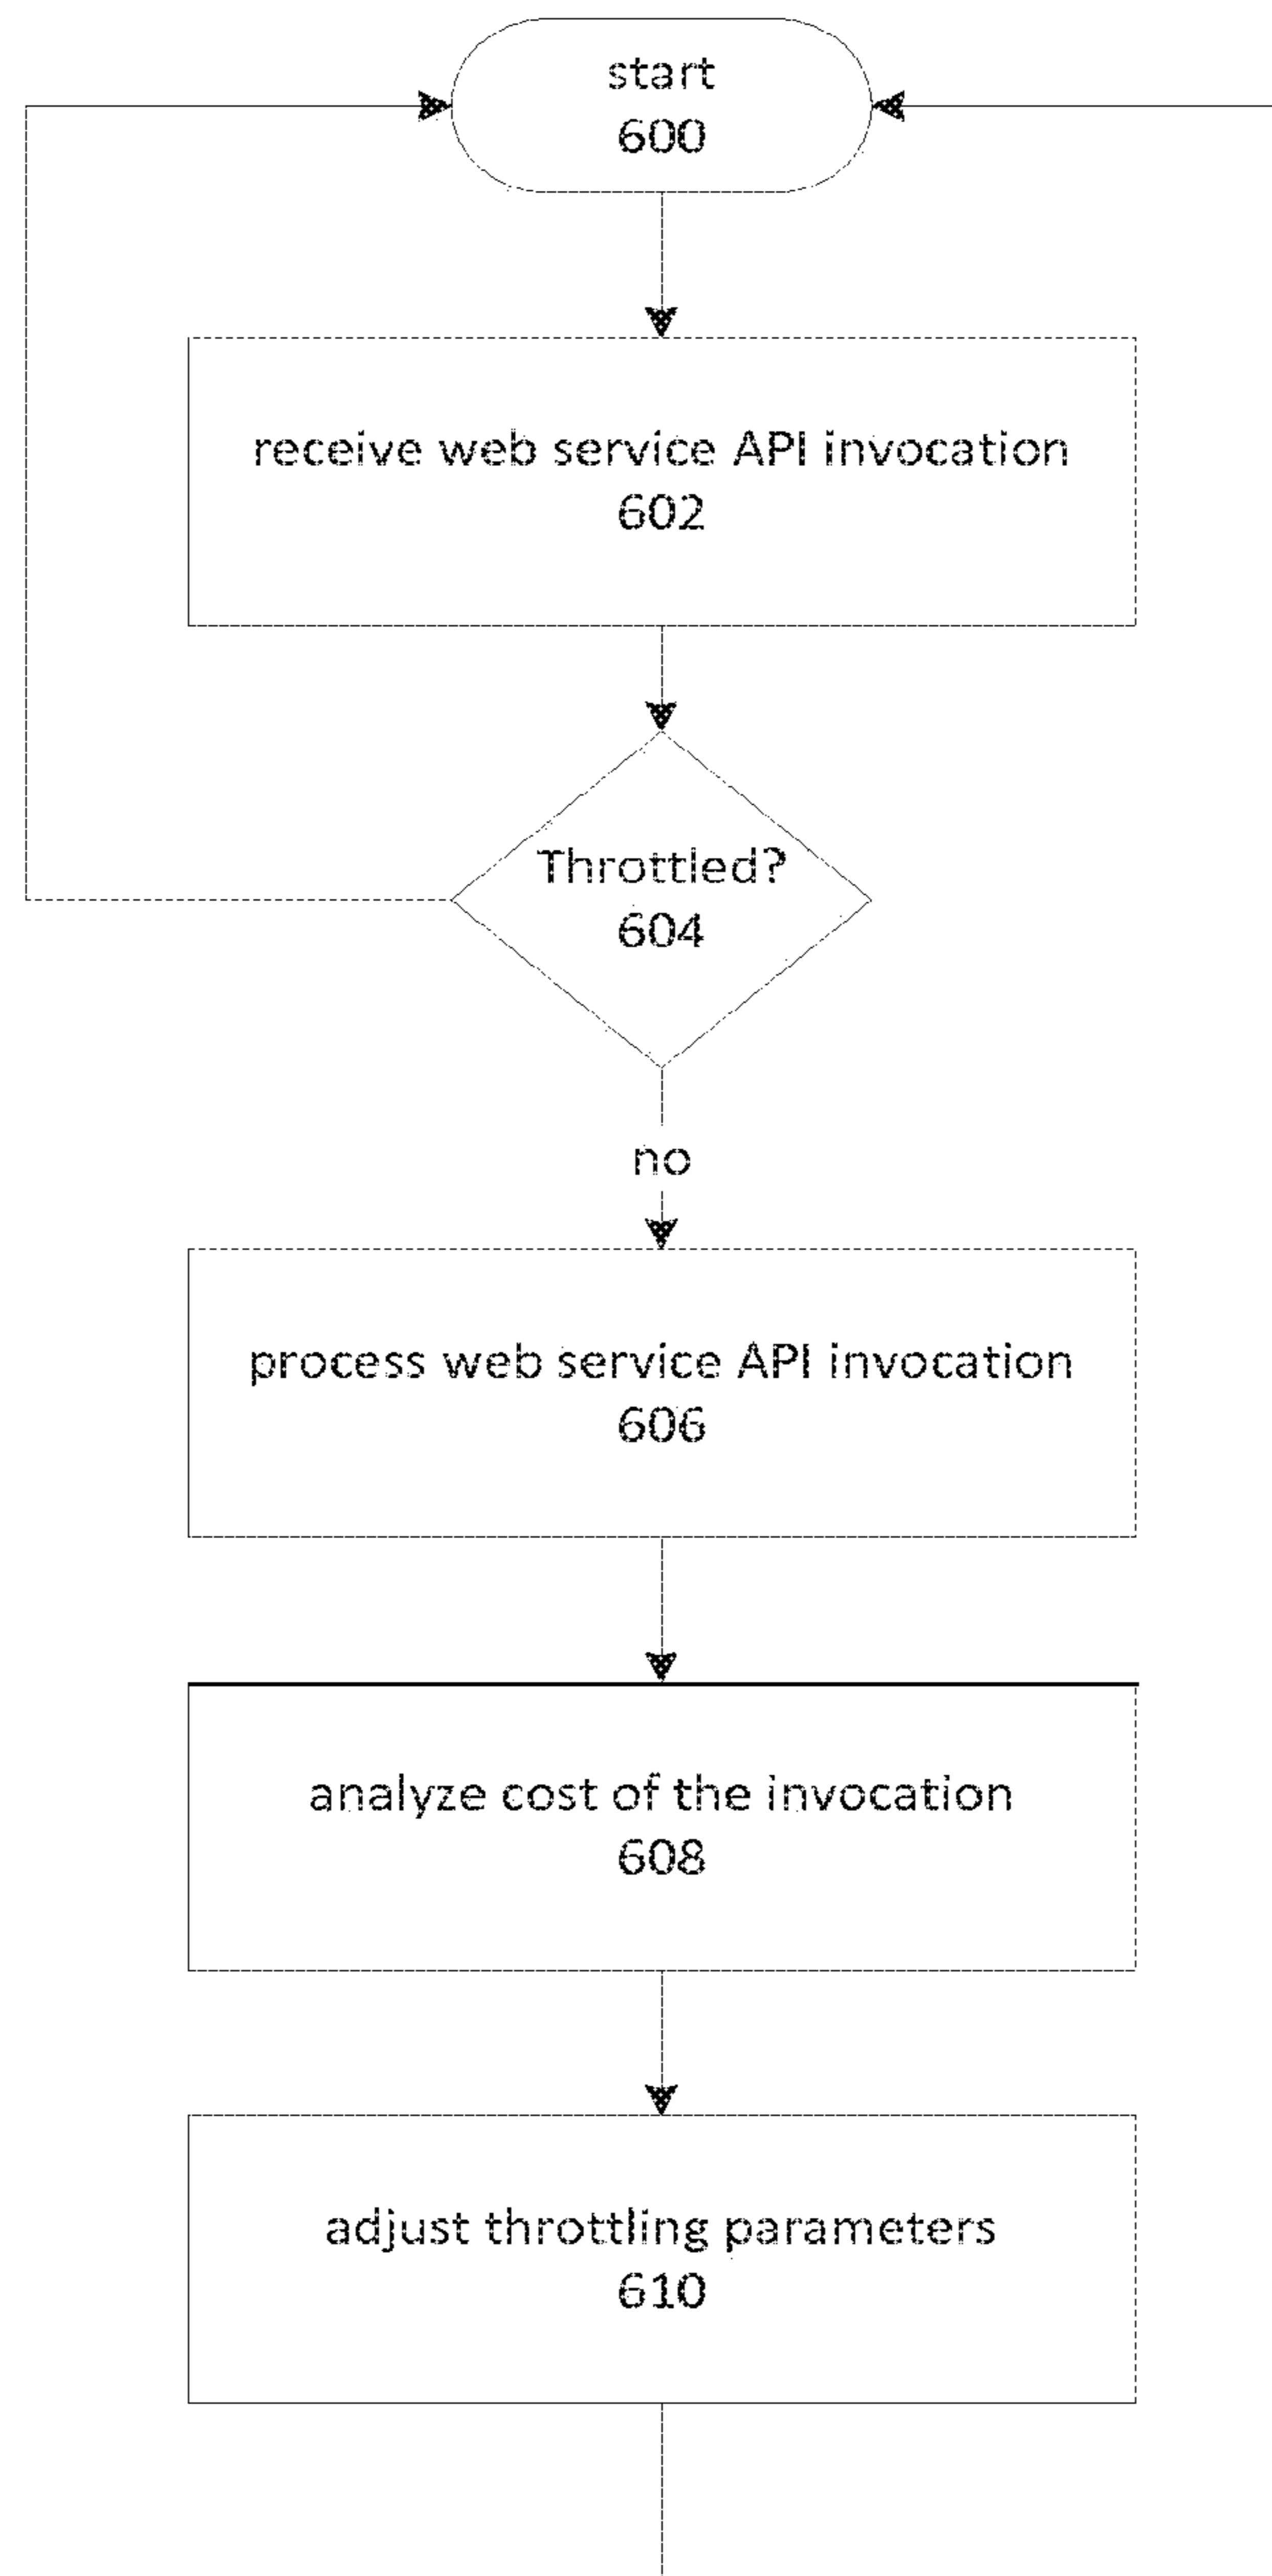 start
600
receive web service API invocation
602
Throttled?
604
no
process web service API invocation
606
analyze cost of the invocation
608
adjust throttling parameters
610